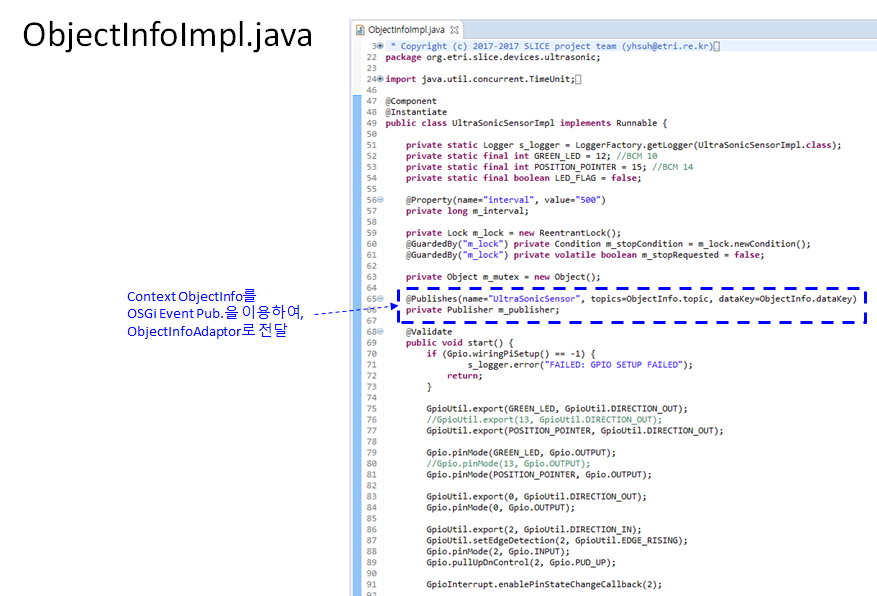 ObjectInfoImpl.java
ObjectInfoImpl.java
3 * Copyright (c) 2017-2017 SLICE project team (yhsuh@etri.re.kr)
22 package org.etri.slice.devices.ultrasonic;
23
24 import java.util.concurrent.TimeUnit;
46
47 @Component
48 @Instantiate
49 public class UltraSonicSensorImpl implements Runnable {
50
51 private static Logger s_logger = LoggerFactory.getLogger(UltraSonicSensorImpl.class);
52 private static final int GREEN_LED = 12; //BCM 10
53 private static final int POSITION_POINTER = 15; //BCM 14
54 private static final boolean LED_FLAG = false;
55
56 @Property(name="interval", value="500")
57 private long m_interval;
58
59 private Lock m_lock = new ReentrantLock();
60 @GuardedBy("m_lock") private Condition m_stopCondition = m_lock.newCondition();
61 @GuardedBy("m_lock") private volatile boolean m_stopRequested = false;
62
63 private Object m_mutex = new Object();
64
Context ObjectInfo를
OSGi Event Pub.을 이용하여,
ObjectInfoAdaptor로 전달
65 @Publishes(name="UltraSonicSensor", topics=ObjectInfo.topic, dataKey=ObjectInfo.dataKey)
66 private Publisher m_publisher;
67
68 @Validate
69 public void start() {
70 if (Gpio.wiringPiSetup() == -1) {
71 s_logger.error("FAILED: GPIO SETUP FAILED");
72 return;
73 }
74
75 GpioUtil.export(GREEN_LED, GpioUtil.DIRECTION_OUT);
76 //GpioUtil.export(13, GpioUtil.DIRECTION_OUT);
77 GpioUtil.export(POSITION_POINTER, GpioUtil.DIRECTION_OUT);
78
79 Gpio.pinMode(GREEN_LED, Gpio.OUTPUT);
80 //Gpio.pinMode(13, Gpio.OUTPUT);
81 Gpio.pinMode(POSITION_POINTER, Gpio.OUTPUT);
82
83 GpioUtil.export(0, GpioUtil.DIRECTION_OUT);
84 Gpio.pinMode(0, Gpio.OUTPUT);
85
86 GpioUtil.export(2, GpioUtil.DIRECTION_IN);
87 GpioUtil.setEdgeDetection(2, GpioUtil.EDGE_RISING);
88 Gpio.pinMode(2, Gpio.INPUT);
89 Gpio.pullUpDnControl(2, Gpio.PUD_UP);
90
91 GpioInterrupt.enablePinStateChangeCallback(2);
92